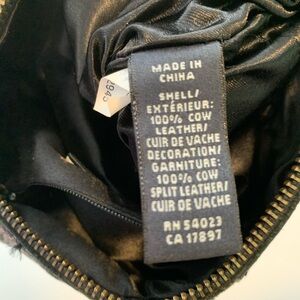 MADE IN
CHINA
SHELL/
EXTÉRIEUR:
100% COW
LEATHER/
CUIR DE VACHE
DECORATION/
GARNITURE:
100% COW
SPLIT LEATHER/
CUIR DE VACHE
RN 54023
CA 17897